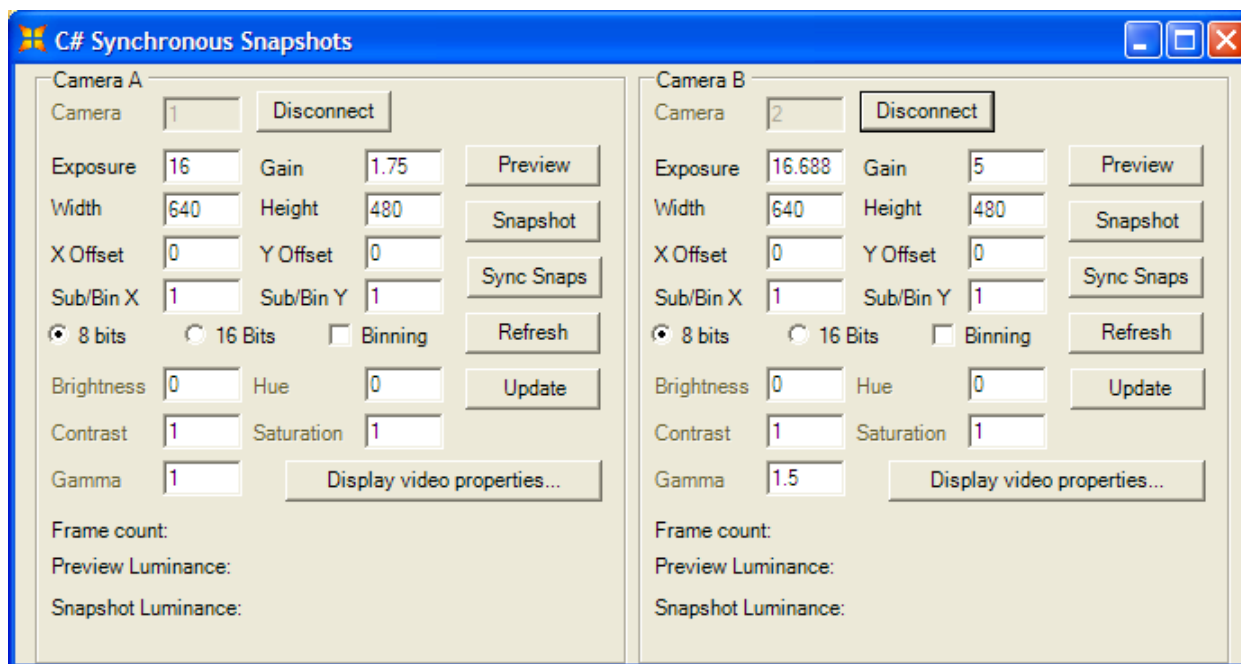 C# Synchronous Snapshots
Camera A
Camera 1 Disconnect
Exposure 16 Gain 1.75 Preview
Width 640 Height 480 Snapshot
X Offset 0 Y Offset 0 Sync Snaps
Sub/Bin X 1 Sub/Bin Y 1
8 bits 16 Bits Binning Refresh
Brightness 0 Hue 0 Update
Contrast 1 Saturation 1
Gamma 1 Display video properties...
Frame count:
Preview Luminance:
Snapshot Luminance:
Camera B
Camera 2 Disconnect
Exposure 16.688 Gain 5 Preview
Width 640 Height 480 Snapshot
X Offset 0 Y Offset 0 Sync Snaps
Sub/Bin X 1 Sub/Bin Y 1
8 bits 16 Bits Binning Refresh
Brightness 0 Hue 0 Update
Contrast 1 Saturation 1
Gamma 1.5 Display video properties...
Frame count:
Preview Luminance:
Snapshot Luminance: